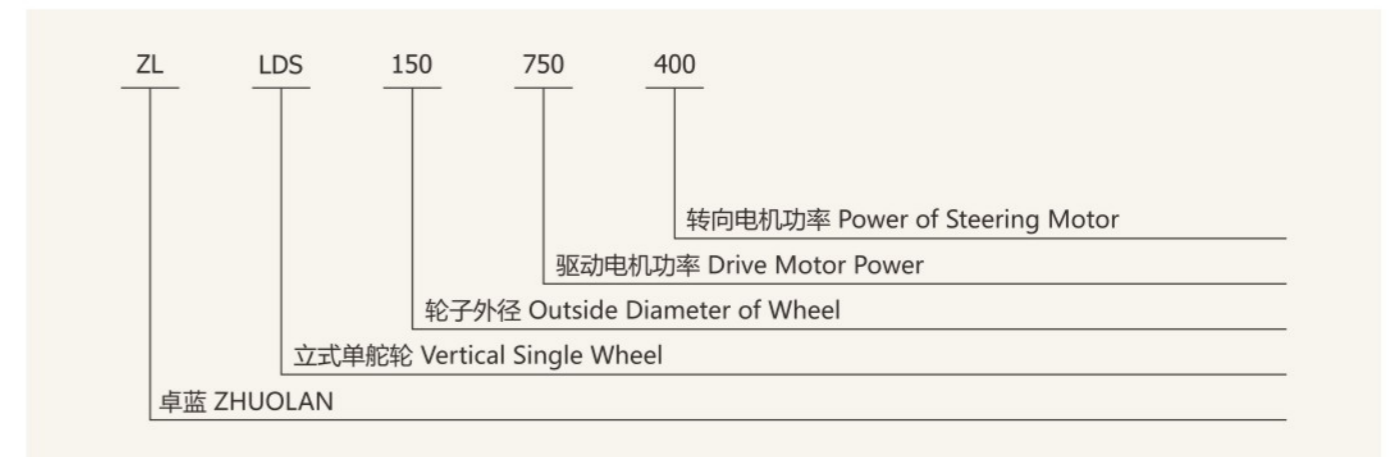 ZL LDS 150 750 400
转向电机功率 Power of Steering Motor
驱动电机功率 Drive Motor Power
轮子外径 Outside Diameter of Wheel
立式单舵轮 Vertical Single Wheel
卓蓝 ZHUOLAN